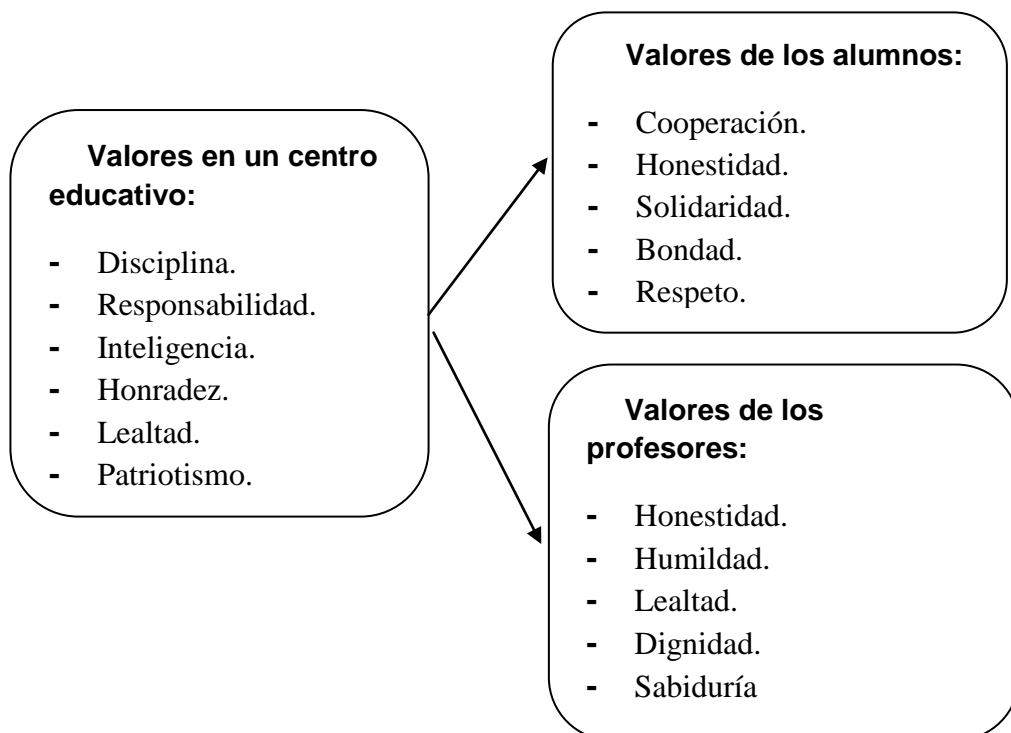 Valores en un centro
educativo:
- Disciplina.
- Responsabilidad.
- Inteligencia.
- Honradez.
- Lealtad.
- Patriotismo.
Valores de los alumnos:
- Cooperación.
- Honestidad.
- Solidaridad.
- Bondad.
- Respeto.
Valores de los
profesores:
- Honestidad.
- Humildad.
- Lealtad.
- Dignidad.
- Sabiduría